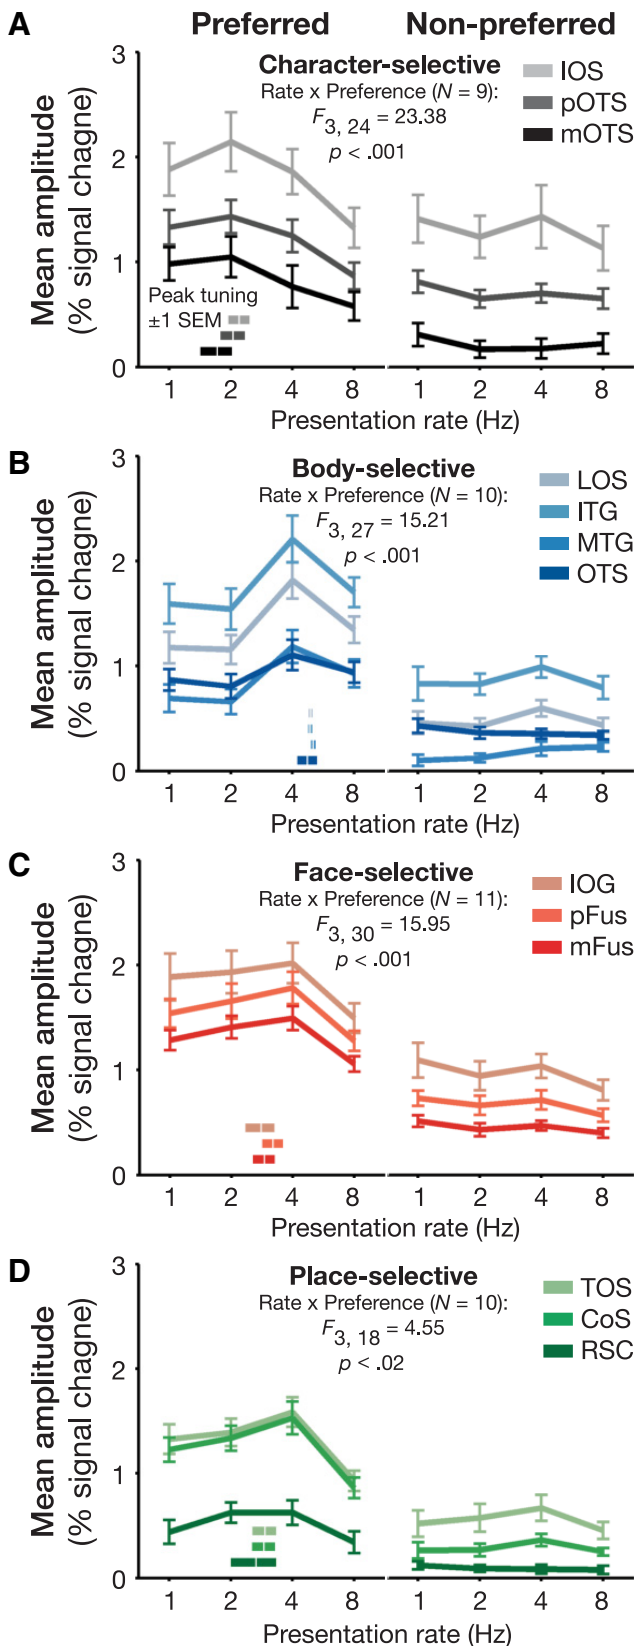 A
Preferred
Non-preferred
Character-selective
Rate x Preference (N = 9):
F3, 24 = 23.38
p < .001
IOS
pOTS
mOTS
Mean amplitude
(% signal chagne)
3
2
1
0
Peak tuning
±1 SEM
1 2 4 8 1 2 4 8
Presentation rate (Hz)
B
Body-selective
Rate x Preference (N = 10):
F3, 27 = 15.21
p < .001
LOS
ITG
MTG
OTS
Mean amplitude
(% signal chagne)
3
2
1
0
1 2 4 8 1 2 4 8
Presentation rate (Hz)
C
Face-selective
Rate x Preference (N = 11):
F3, 30 = 15.95
p < .001
IOG
pFus
mFus
Mean amplitude
(% signal chagne)
3
2
1
0
1 2 4 8 1 2 4 8
Presentation rate (Hz)
D
Place-selective
Rate x Preference (N = 10):
F3, 18 = 4.55
p < .02
TOS
CoS
RSC
Mean amplitude
(% signal chagne)
3
2
1
0
1 2 4 8 1 2 4 8
Presentation rate (Hz)